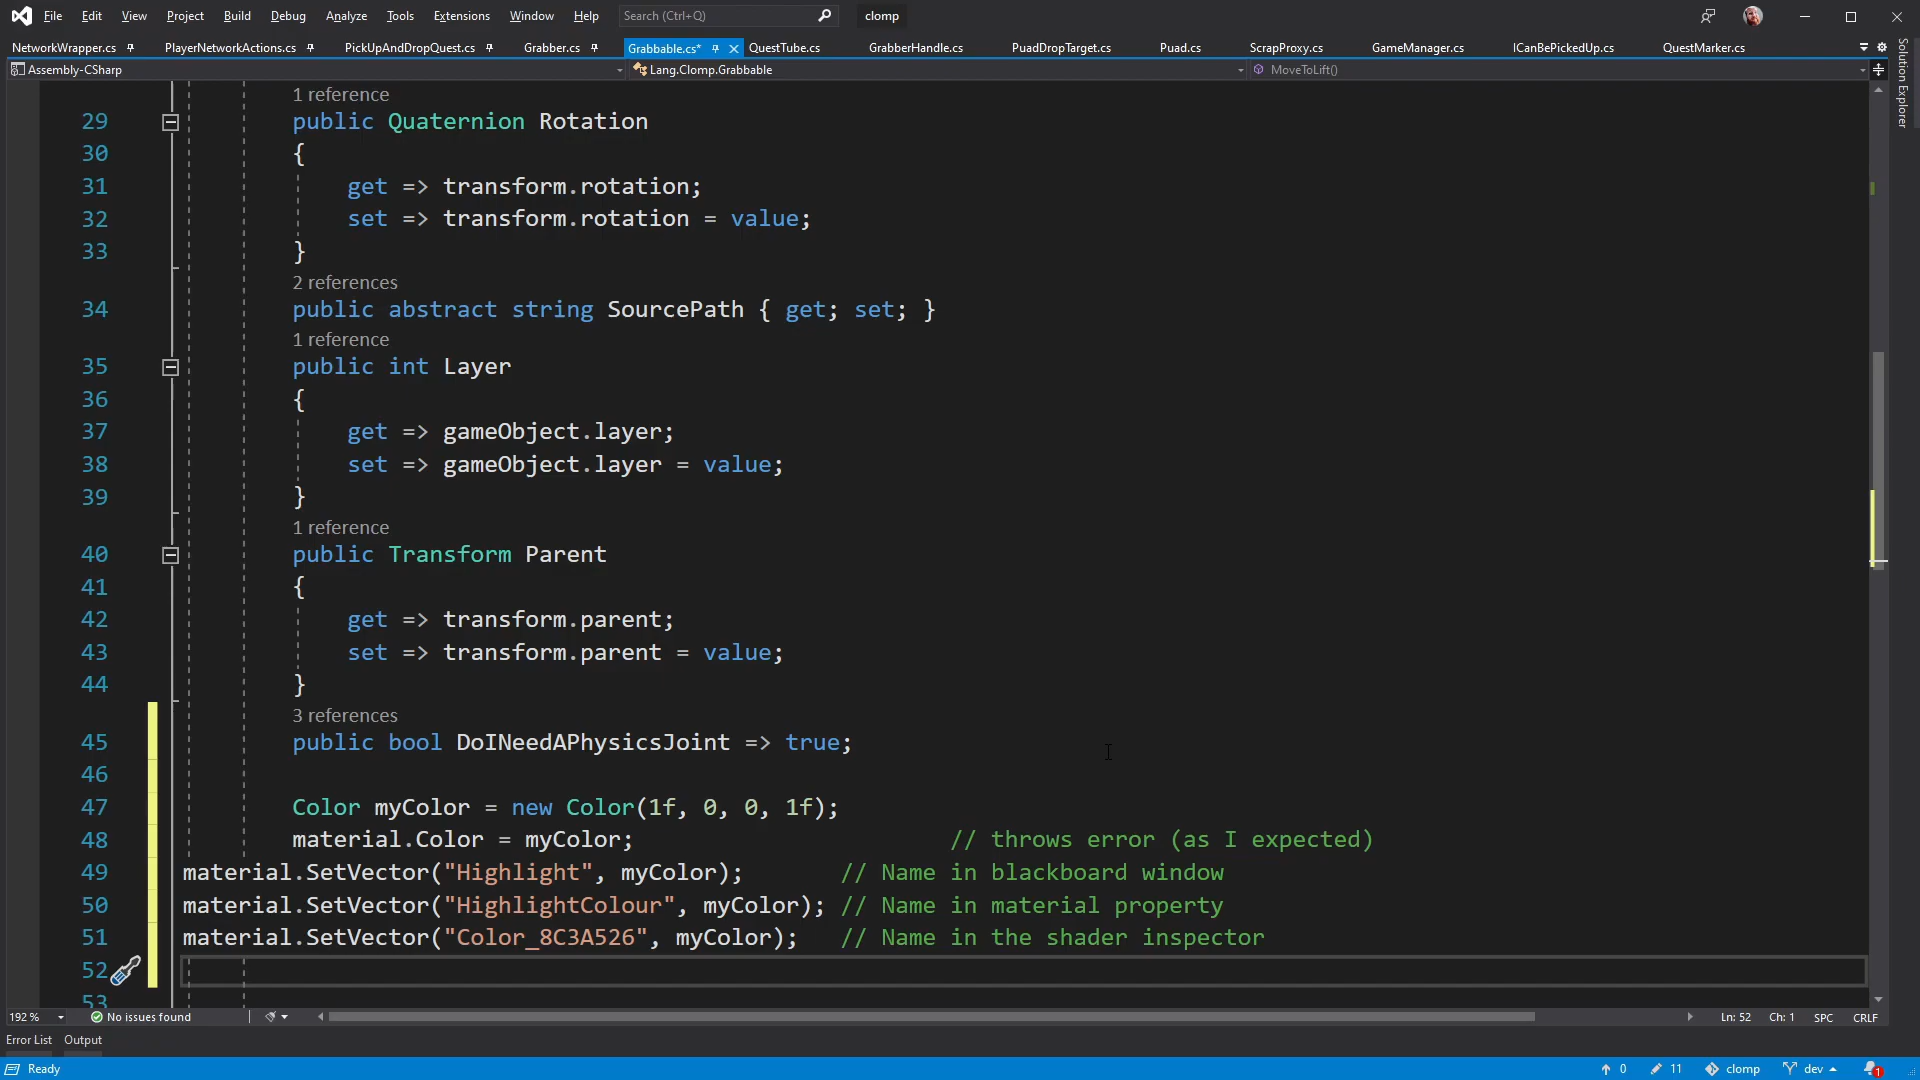 File Edit View Project Build Debug Analyze Tools Extensions Window Help Search (Ctrl+Q) clomp
NetworkWrapper.cs PlayerNetworkActions.cs PickUpAndDropQuest.cs Grabber.cs Grabbable.cs* QuestTube.cs GrabberHandle.cs PuadDropTarget.cs Puad.cs ScrapProxy.cs GameManager.cs ICanBePickedUp.cs QuestMarker.cs
Assembly-CSharp Lang.Clomp.Grabbable MoveToLift()
Solution Explorer
1 reference
29 public Quaternion Rotation
30 {
31 get => transform.rotation;
32 set => transform.rotation = value;
33 }
2 references
34 public abstract string SourcePath { get; set; }
1 reference
35 public int Layer
36 {
37 get => gameObject.layer;
38 set => gameObject.layer = value;
39 }
1 reference
40 public Transform Parent
41 {
42 get => transform.parent;
43 set => transform.parent = value;
44 }
3 references
45 public bool DoINeedAPhysicsJoint => true;
46
47 Color myColor = new Color(1f, 0, 0, 1f);
48 material.Color = myColor; // throws error (as I expected)
49 material.SetVector("Highlight", myColor); // Name in blackboard window
50 material.SetVector("HighlightColour", myColor); // Name in material property
51 material.SetVector("Color_8C3A526", myColor); // Name in the shader inspector
52
53
192 % No issues found Ln: 52 Ch: 1 SPC CRLF
Error List Output
Ready 0 11 clomp dev 1